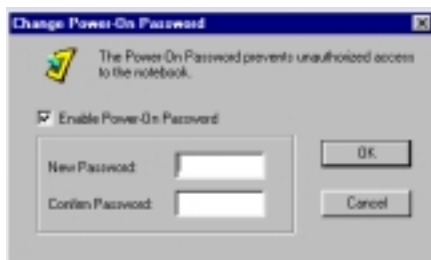 Change Power-On Password
The Power-On Password prevents unauthorized access
to the notebook.
Enable Power-On Password
New Password:
OK
Confirm Password:
Cancel